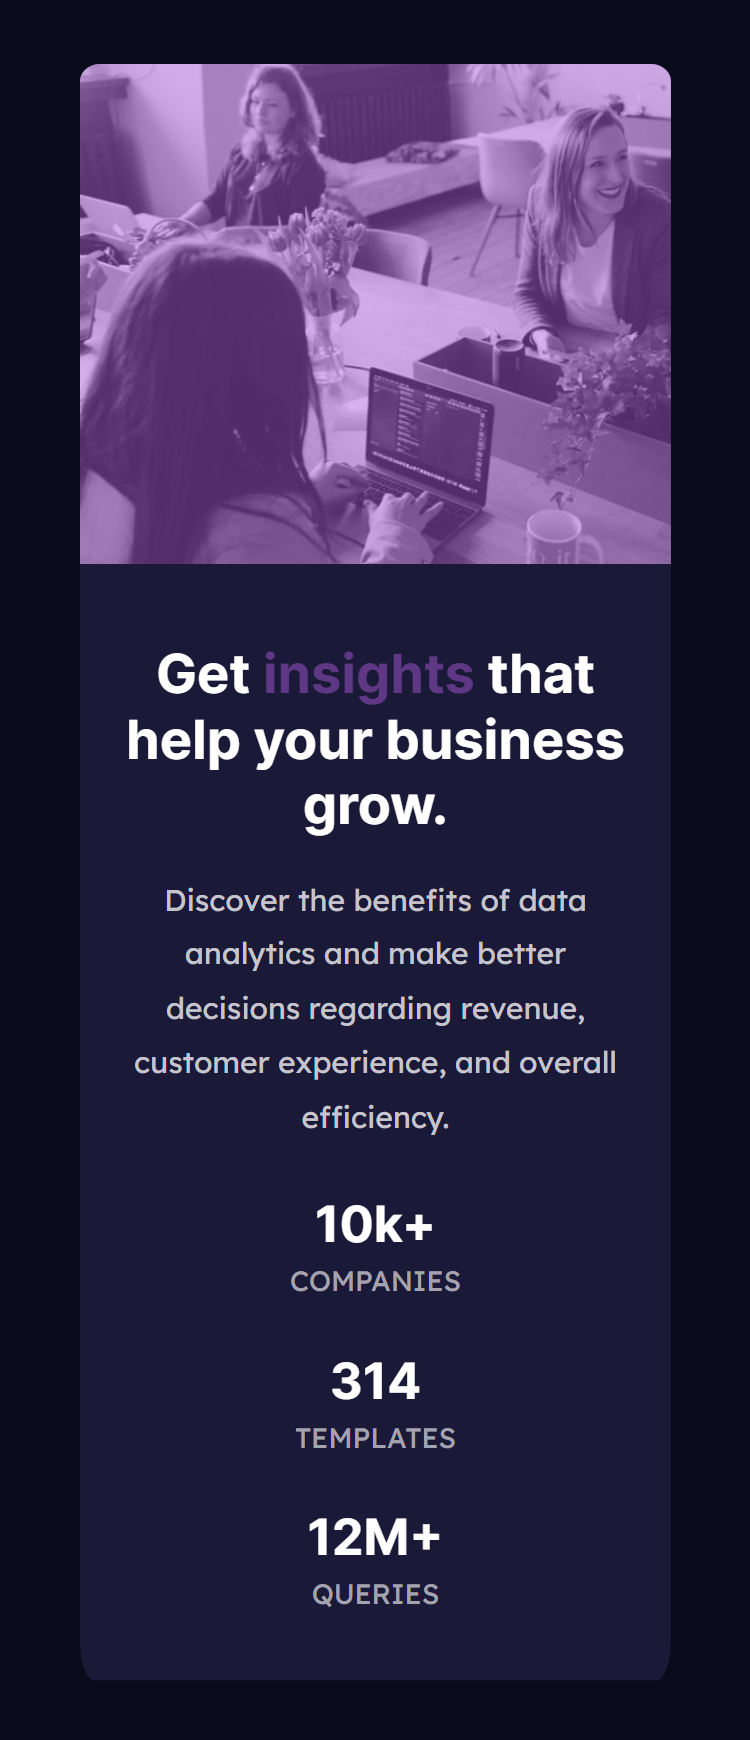 Get insights that
help your business
grow.
Discover the benefits of data
analytics and make better
decisions regarding revenue,
customer experience, and overall
efficiency.
10k+
COMPANIES
314
TEMPLATES
12M+
QUERIES